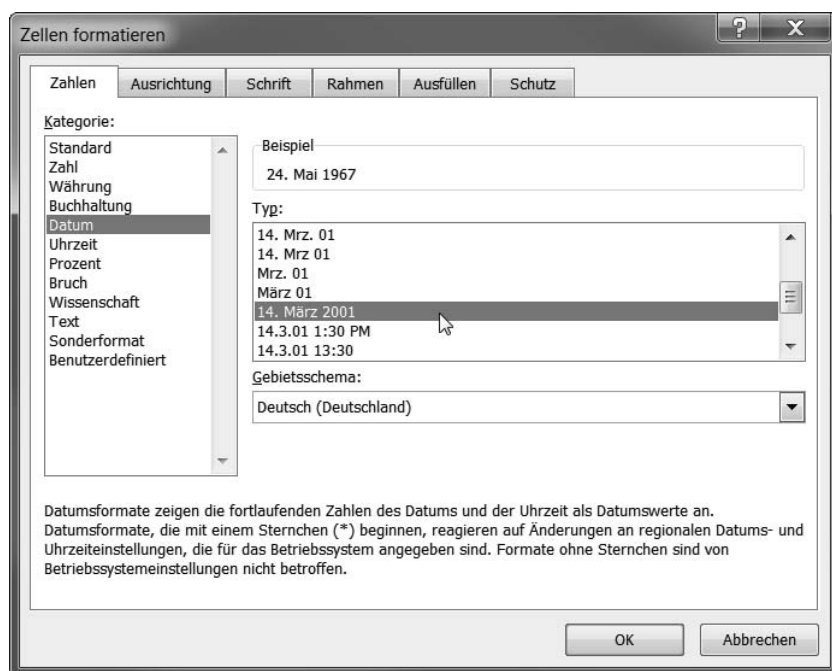 Zellen formatieren
Zahlen Ausrichtung Schrift Rahmen Ausfüllen Schutz
Kategorie:
Standard
Zahl
Währung
Buchhaltung
Datum
Uhrzeit
Prozent
Bruch
Wissenschaft
Text
Sonderformat
Benutzerdefiniert
Beispiel
24. Mai 1967
Typ:
14. Mrz. 01
14. Mrz 01
Mrz. 01
März 01
14. März 2001
14.3.01 1:30 PM
14.3.01 13:30
Gebietsschema:
Deutsch (Deutschland)
Datumsformate zeigen die fortlaufenden Zahlen des Datums und der Uhrzeit als Datumswerte an.
Datumsformate, die mit einem Sternchen (*) beginnen, reagieren auf Änderungen an regionalen Datums- und
Uhrzeiteinstellungen, die für das Betriebssystem angegeben sind. Formate ohne Sternchen sind von
Betriebssystemeinstellungen nicht betroffen.
OK Abbrechen